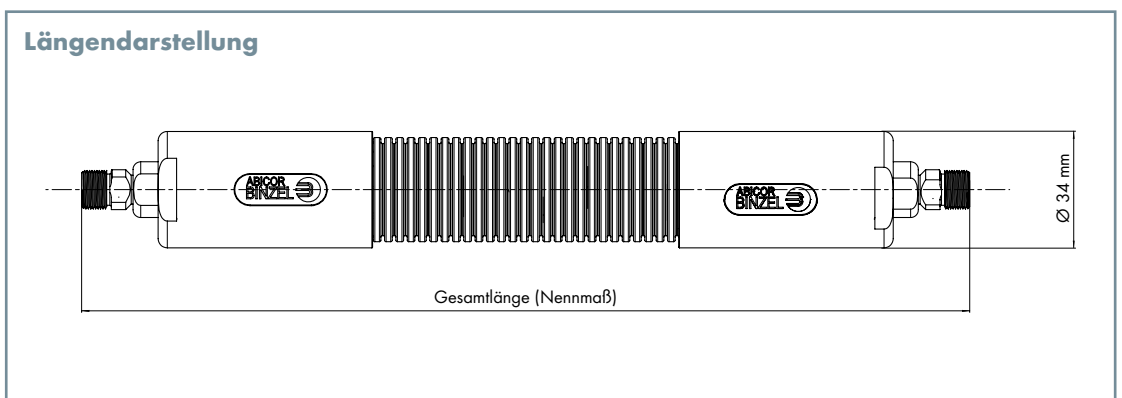 Längendarstellung
ABICOR
BINZEL
ABICOR
BINZEL
Ø 34 mm
Gesamtlänge (Nennmaß)